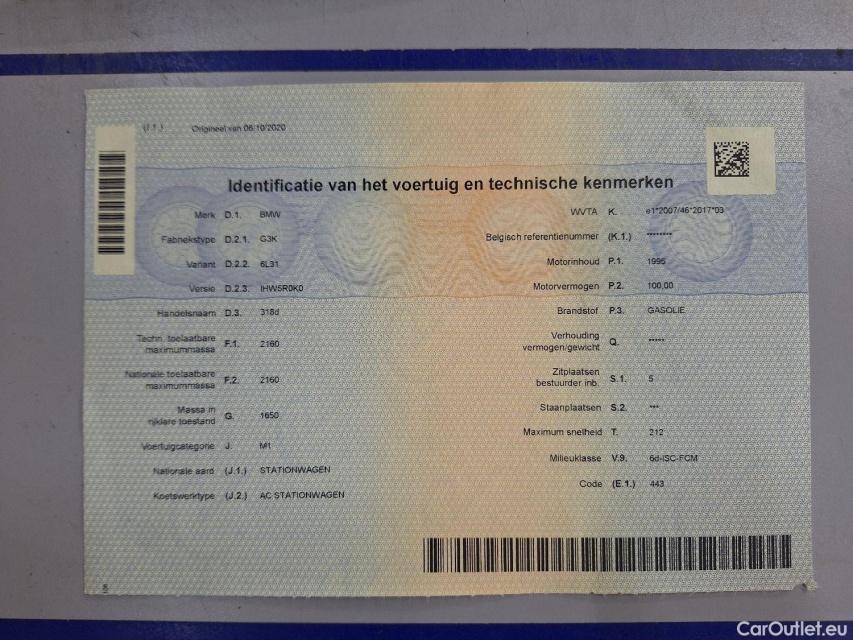 (I.1.) Origineel van 06/10/2020
Identificatie van het voertuig en technische kenmerken
Merk D.1. BMW
Fabriekstype D.2.1. G3K
Variant D.2.2. 6L31
Versie D.2.3. IHW5R0K0
Handelsnaam D.3. 318d
Techn. toelaatbare
maximummassa F.1. 2160
Nationale toelaatbare
maximummassa F.2. 2160
Massa in
rijklare toestand G. 1650
Voertuigcategorie J. M1
Nationale aard (J.1.) STATIONWAGEN
Koetswerktype (J.2.) AC STATIONWAGEN
WVTA K. e1*2007/46*2017*03
Belgisch referentienummer (K.1.) ********
Motorinhoud P.1. 1995
Motorvermogen P.2. 100,00
Brandstof P.3. GASOLIE
Verhouding
vermogen/gewicht Q. *****
Zitplaatsen
bestuurder inb. S.1. 5
Staanplaatsen S.2. ***
Maximum snelheid T. 212
Milieuklasse V.9. 6d-ISC-FCM
Code (E.1.) 443
CarOutlet.eu